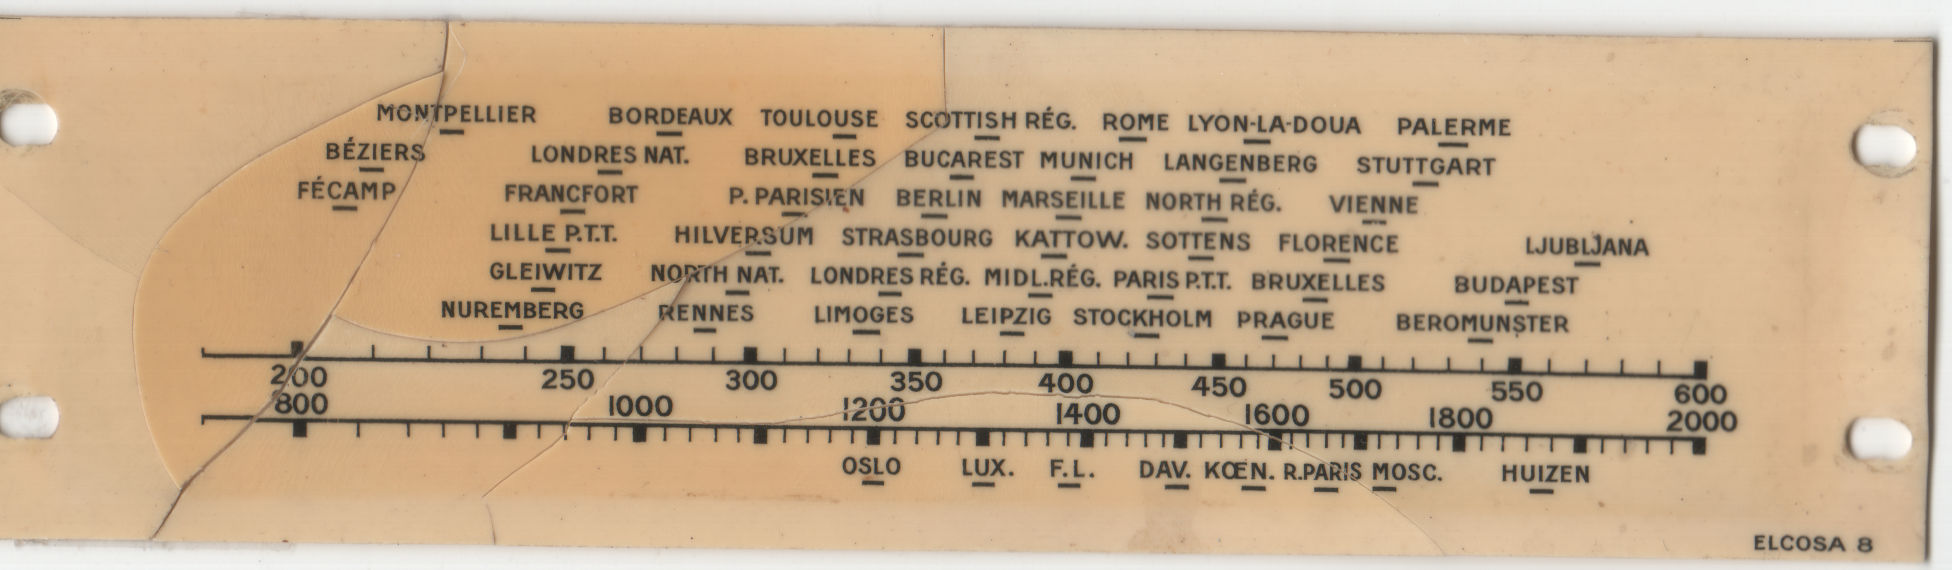 MONTPELLIER BORDEAUX TOULOUSE SCOTTISH RÉG. ROME LYON-LA-DOUA PALERME
BÉZIERS LONDRES NAT. BRUXELLES BUCAREST MUNICH LANGENBERG STUTTGART
FÉCAMP FRANCFORT P. PARISIEN BERLIN MARSEILLE NORTH RÉG. VIENNE
LILLE P.T.T. HILVERSUM STRASBOURG KATTOW. SOTTENS FLORENCE LJUBLJANA
GLEIWITZ NORTH NAT. LONDRES RÉG. MIDL.RÉG. PARIS P.T.T. BRUXELLES BUDAPEST
NUREMBERG RENNES LIMOGES LEIPZIG STOCKHOLM PRAGUE BEROMUNSTER
200 250 300 350 400 450 500 550 600
800 1000 1200 1400 1600 1800 2000
OSLO LUX. F.L. DAV. KŒN. R.PARIS MOSC. HUIZEN
ELCOSA 8